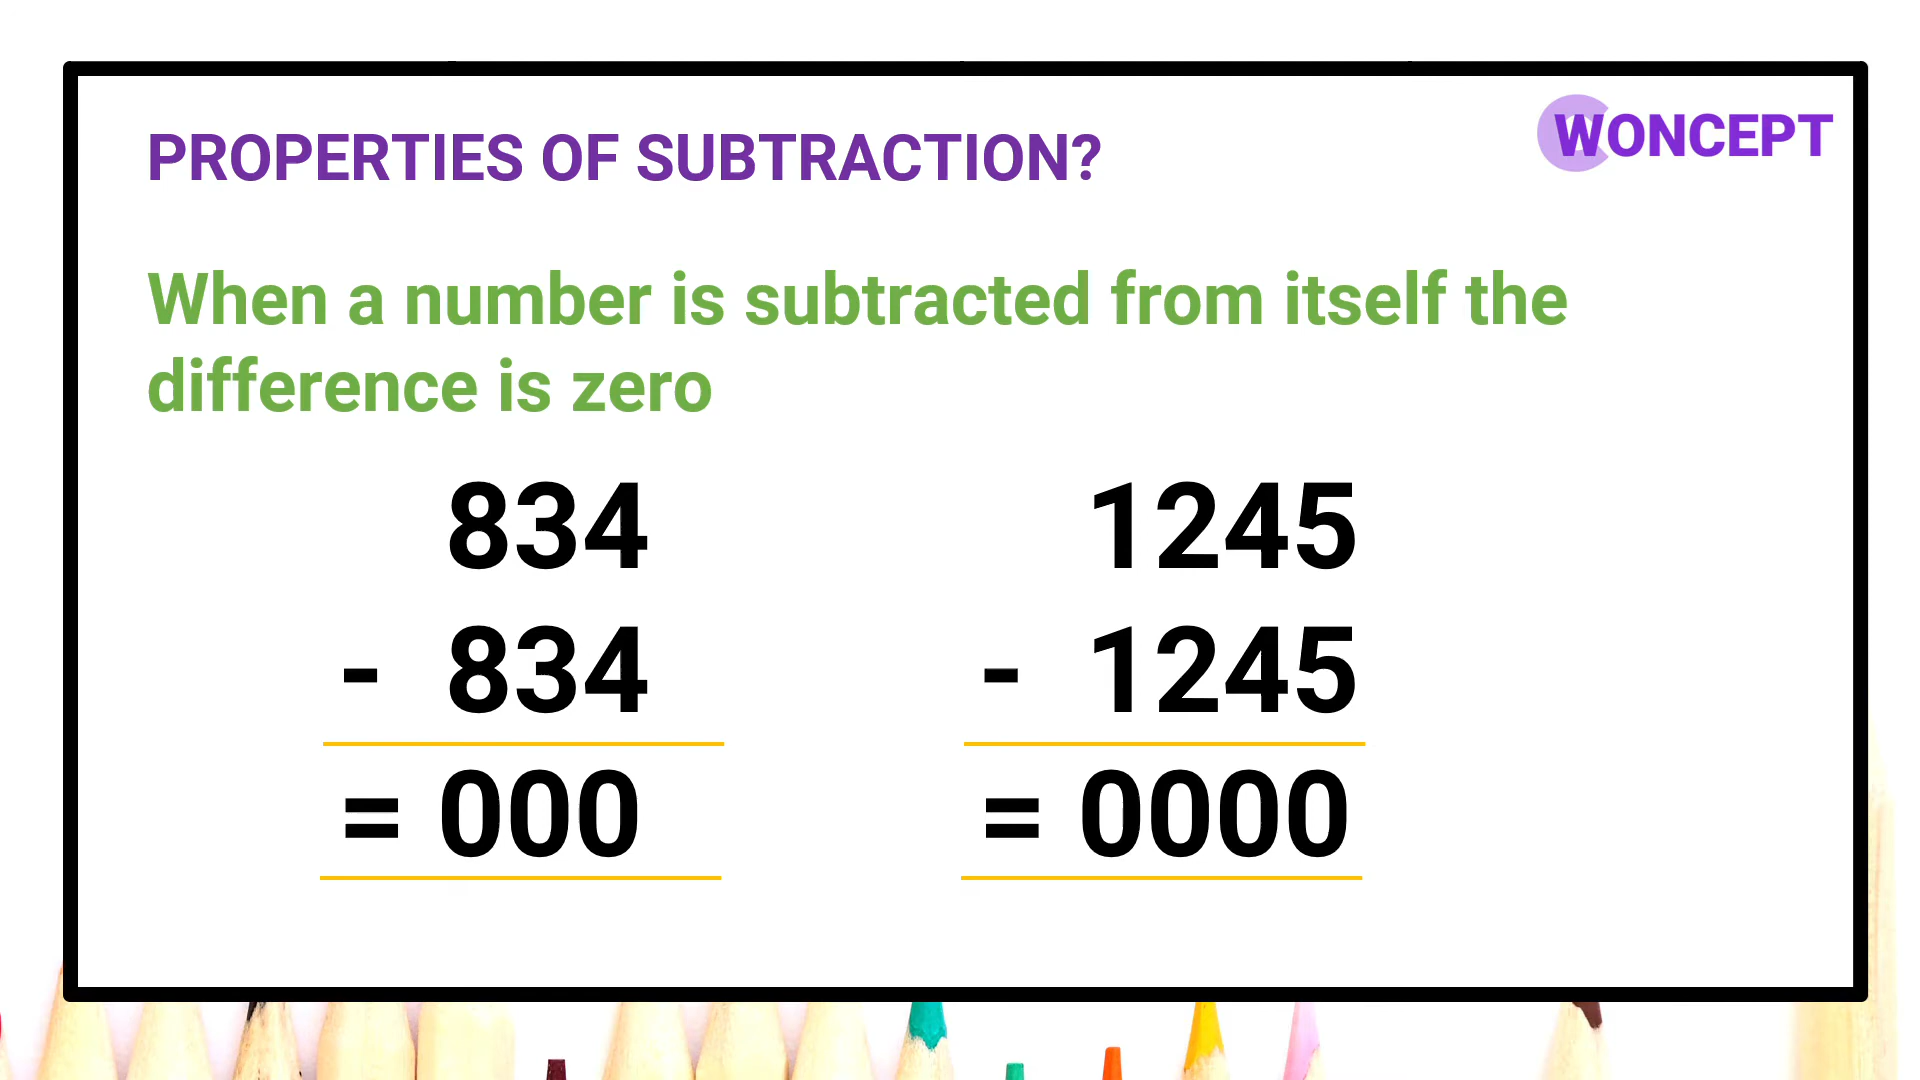 PROPERTIES OF SUBTRACTION?
WONCEPT
When a number is subtracted from itself the
difference is zero
834
- 834
= 000
1245
- 1245
= 0000